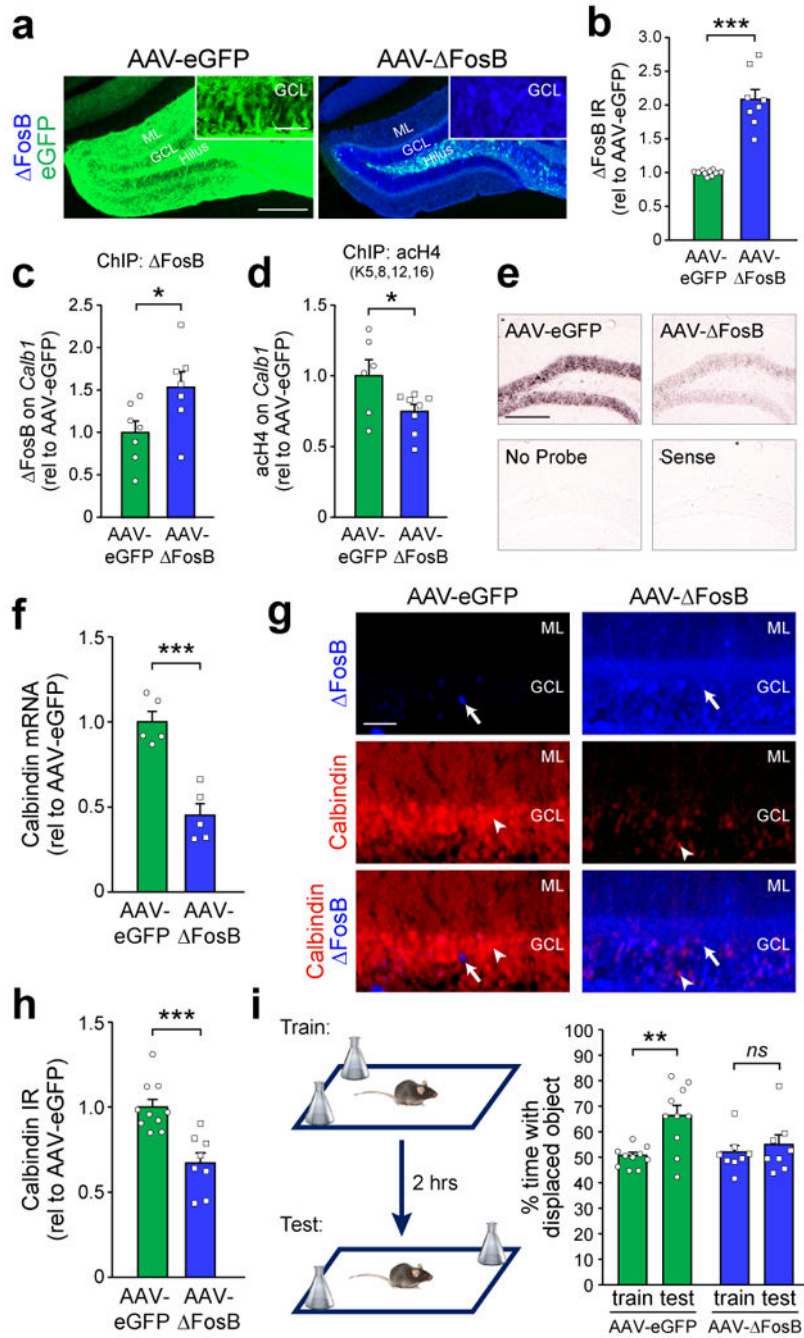 a
AAV-eGFP
AAV-ΔFosB
ΔFosB
eGFP
GCL
ML
GCL
Hilus
GCL
ML
GCL
Hilus
b
***
ΔFosB IR
(rel to AAV-eGFP)
3.0
2.5
2.0
1.5
1.0
0.5
0
AAV-
eGFP
AAV-
ΔFosB
c
ChIP: ΔFosB
*
ΔFosB on Calb1
(rel to AAV-eGFP)
2.5
2.0
1.5
1.0
0.5
0
AAV-
eGFP
AAV-
ΔFosB
d
ChIP: acH4
(K5,8,12,16)
*
acH4 on Calb1
(rel to AAV-eGFP)
1.5
1.0
0.5
0
AAV-
eGFP
AAV-
ΔFosB
e
AAV-eGFP
AAV-ΔFosB
No Probe
Sense
f
***
Calbindin mRNA
(rel to AAV-eGFP)
1.5
1.0
0.5
0
AAV-
eGFP
AAV-
ΔFosB
g
AAV-eGFP
AAV-ΔFosB
ΔFosB
ML
GCL
ML
GCL
Calbindin
ML
GCL
ML
GCL
Calbindin
ΔFosB
ML
GCL
ML
GCL
h
***
Calbindin IR
(rel to AAV-eGFP)
1.5
1.0
0.5
0
AAV-
eGFP
AAV-
ΔFosB
i
Train:
2 hrs
Test:
% time with
displaced object
100
90
80
70
60
50
40
30
20
10
0
**
ns
train test
train test
AAV-eGFP
AAV-ΔFosB